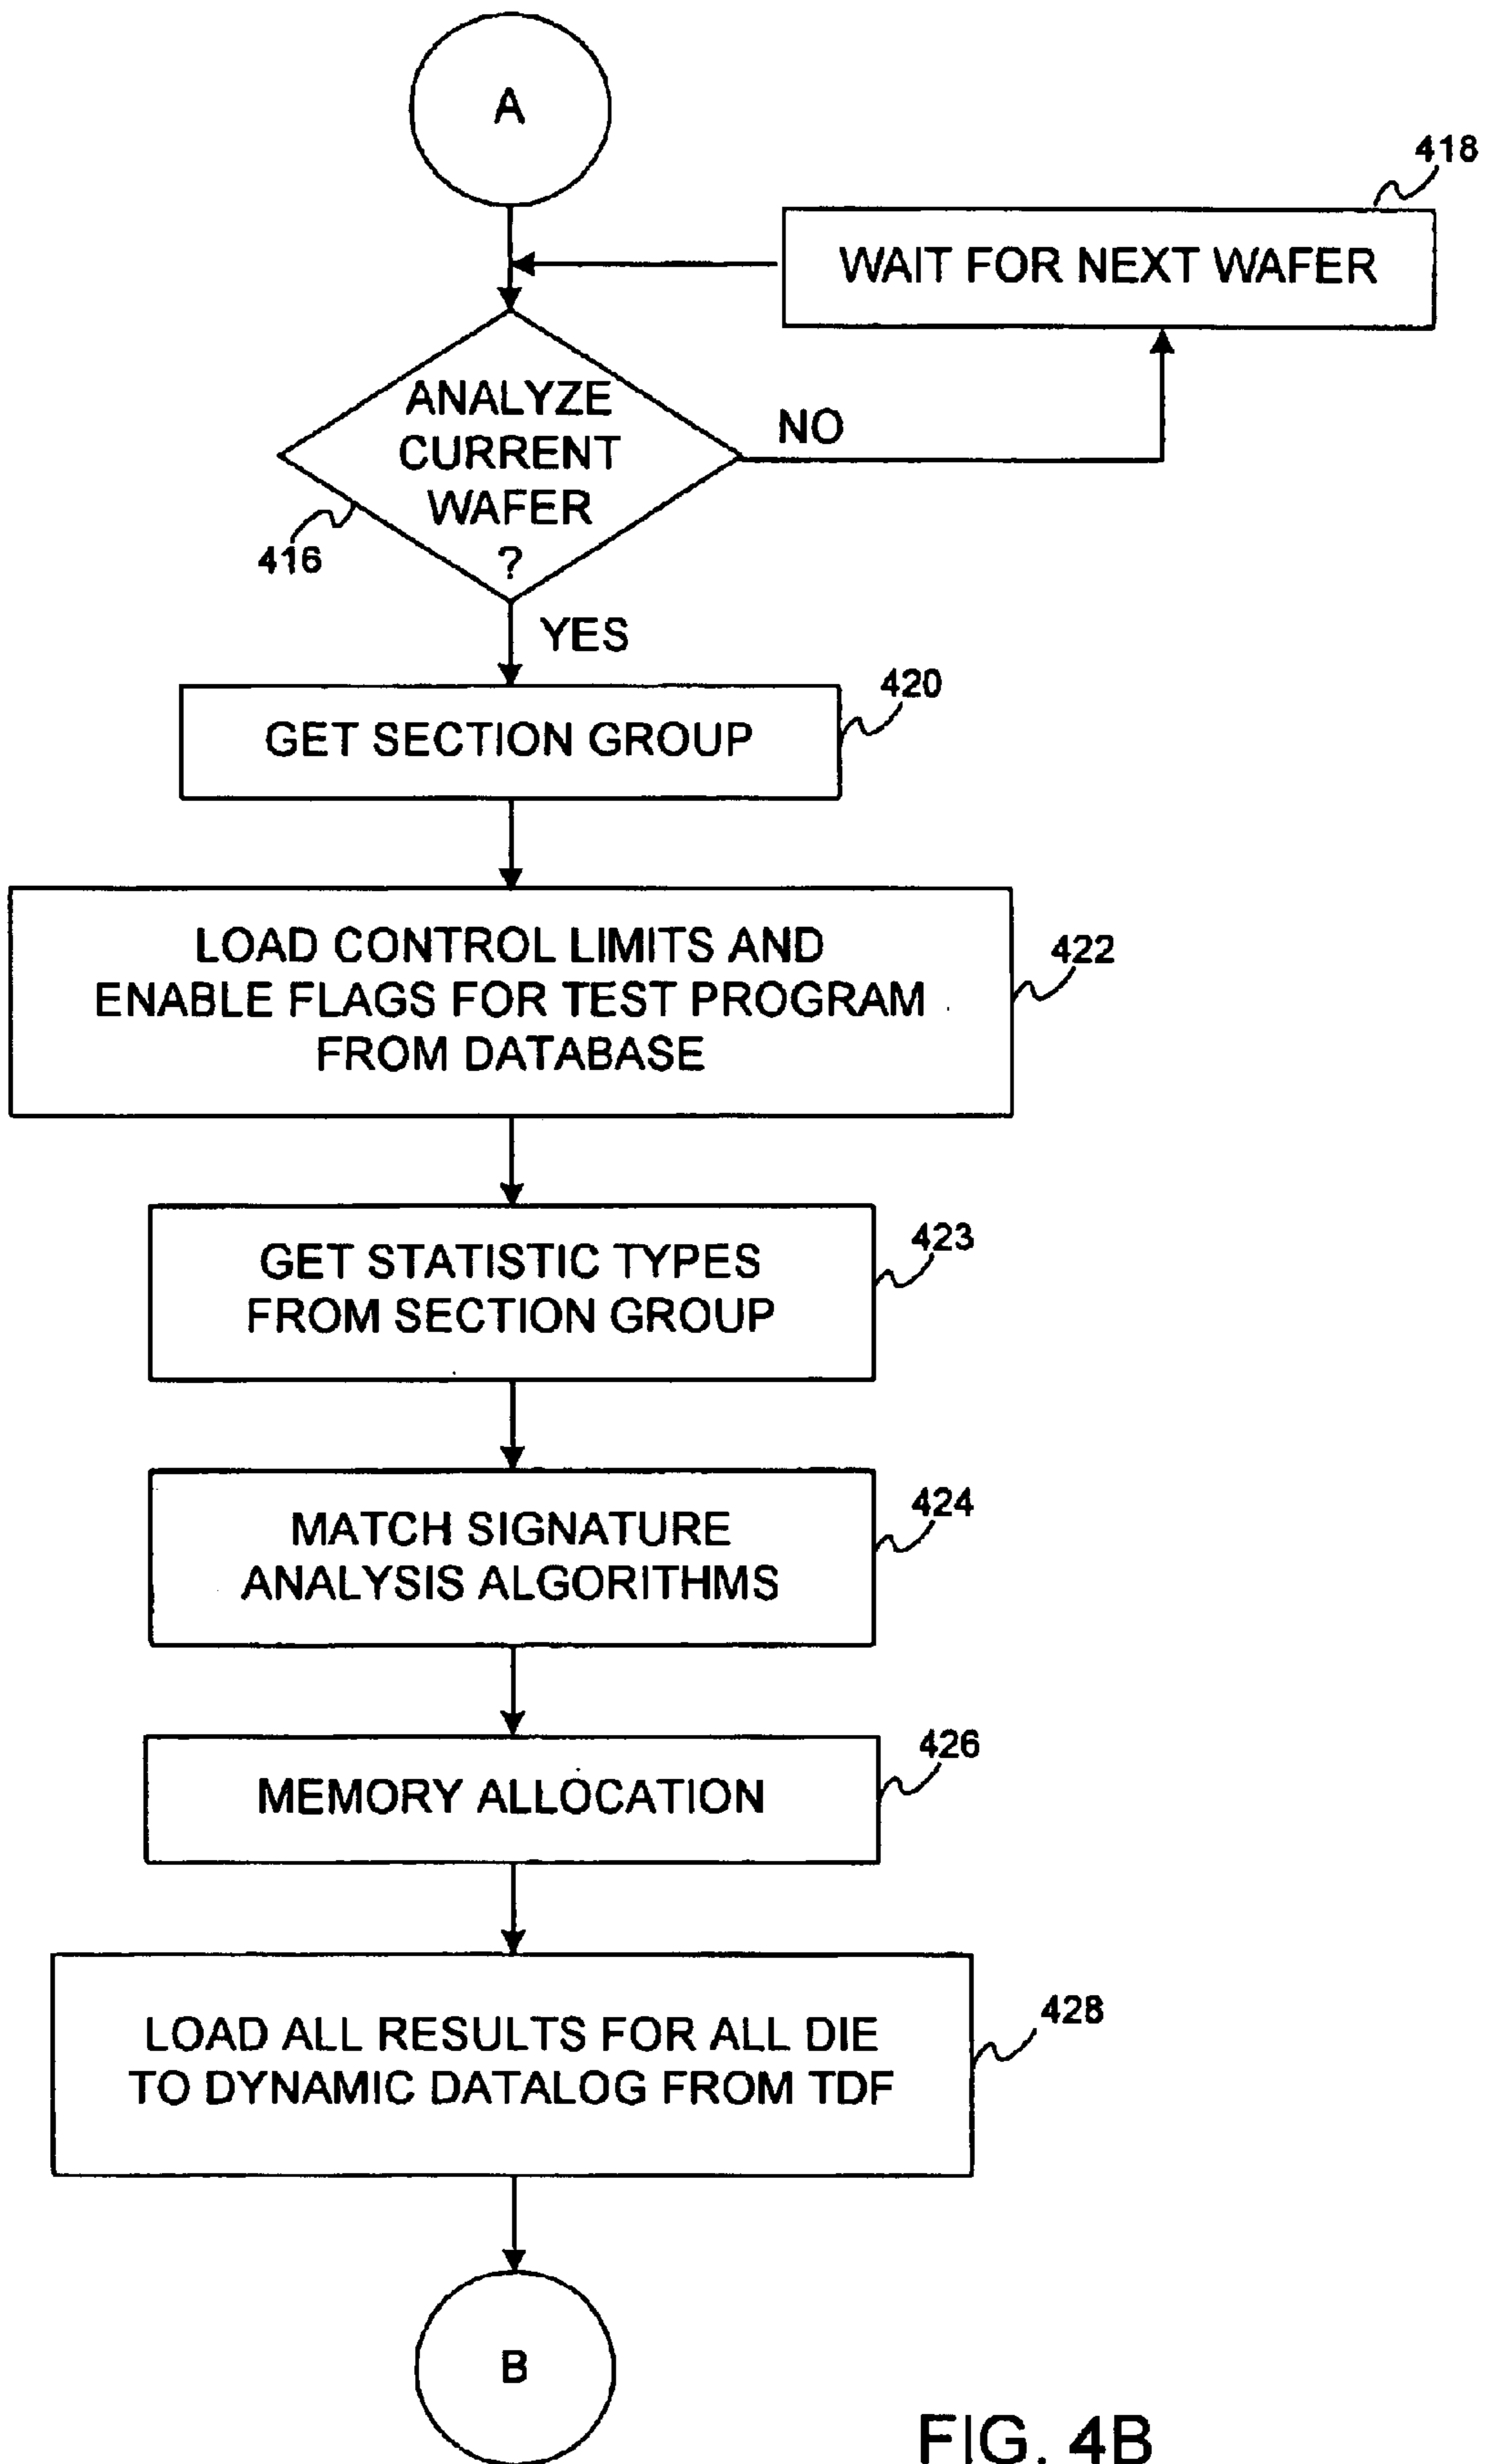 A
418
WAIT FOR NEXT WAFER
ANALYZE
CURRENT
WAFER
?
NO
416
YES
420
GET SECTION GROUP
422
LOAD CONTROL LIMITS AND
ENABLE FLAGS FOR TEST PROGRAM
FROM DATABASE
423
GET STATISTIC TYPES
FROM SECTION GROUP
424
MATCH SIGNATURE
ANALYSIS ALGORITHMS
426
MEMORY ALLOCATION
428
LOAD ALL RESULTS FOR ALL DIE
TO DYNAMIC DATALOG FROM TDF
B
FIG. 4B